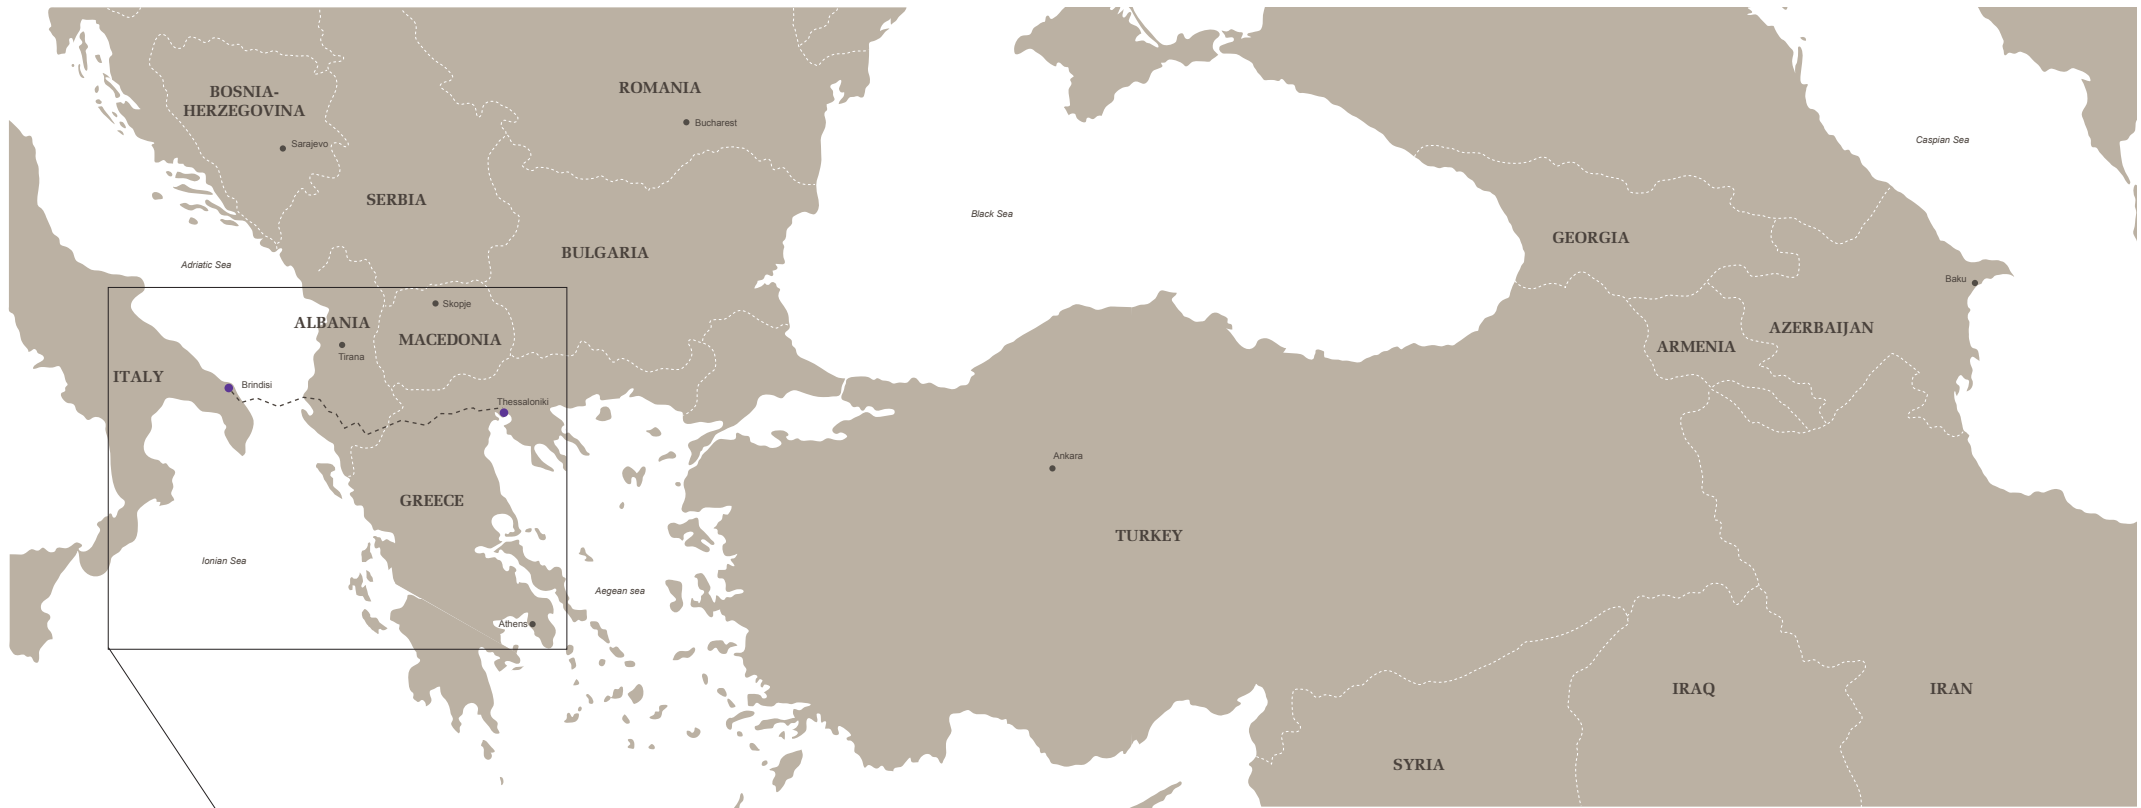 BOSNIA-
HERZEGOVINA
Sarajevo
ROMANIA
Bucharest
Caspian Sea
SERBIA
Black Sea
GEORGIA
BULGARIA
Adriatic Sea
Baku
Skopje
ALBANIA
MACEDONIA
Tirana
AZERBAIJAN
ARMENIA
ITALY
Brindisi
Thessaloniki
Ankara
GREECE
TURKEY
Ionian Sea
Aegean sea
Athens
IRAQ
IRAN
SYRIA